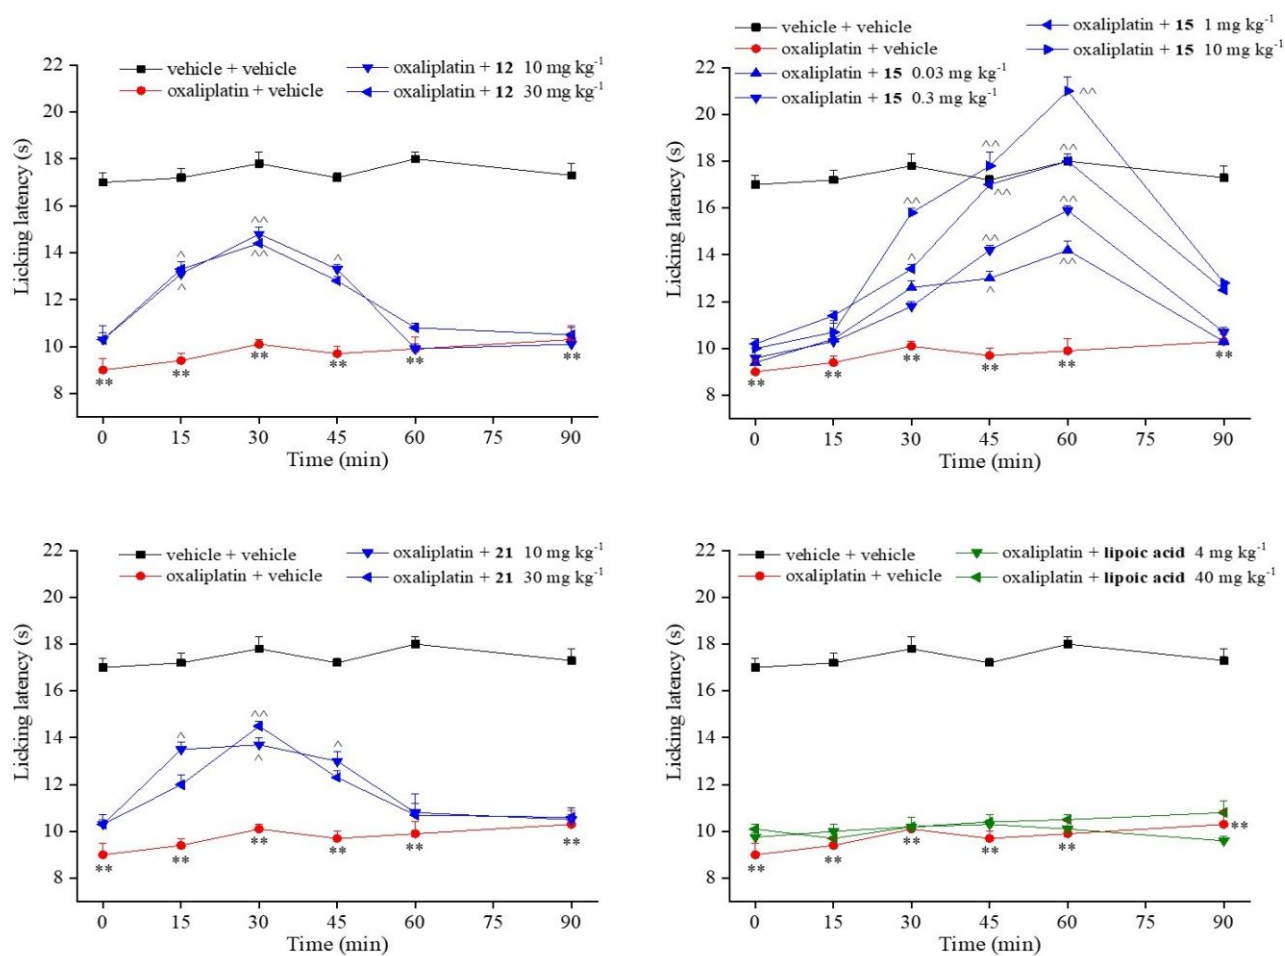 vehicle + vehicle
oxaliplatin + vehicle
oxaliplatin + 12 10 mg kg⁻¹
oxaliplatin + 12 30 mg kg⁻¹
22
20
18
16
14
12
10
8
Licking latency (s)
^
^
^^
^^
^
**
**
**
**
**
**
0 15 30 45 60 75 90
Time (min)
vehicle + vehicle
oxaliplatin + vehicle
oxaliplatin + 15 0.03 mg kg⁻¹
oxaliplatin + 15 0.3 mg kg⁻¹
oxaliplatin + 15 1 mg kg⁻¹
oxaliplatin + 15 10 mg kg⁻¹
22
20
18
16
14
12
10
8
Licking latency (s)
^^
^
^^
^^
^^
^
^^
^^
^^
^^
**
**
**
**
**
**
0 15 30 45 60 75 90
Time (min)
vehicle + vehicle
oxaliplatin + vehicle
oxaliplatin + 21 10 mg kg⁻¹
oxaliplatin + 21 30 mg kg⁻¹
22
20
18
16
14
12
10
8
Licking latency (s)
^
^^
^
^
**
**
**
**
**
**
0 15 30 45 60 75 90
Time (min)
vehicle + vehicle
oxaliplatin + vehicle
oxaliplatin + lipoic acid 4 mg kg⁻¹
oxaliplatin + lipoic acid 40 mg kg⁻¹
22
20
18
16
14
12
10
8
Licking latency (s)
**
**
**
**
**
**
0 15 30 45 60 75 90
Time (min)